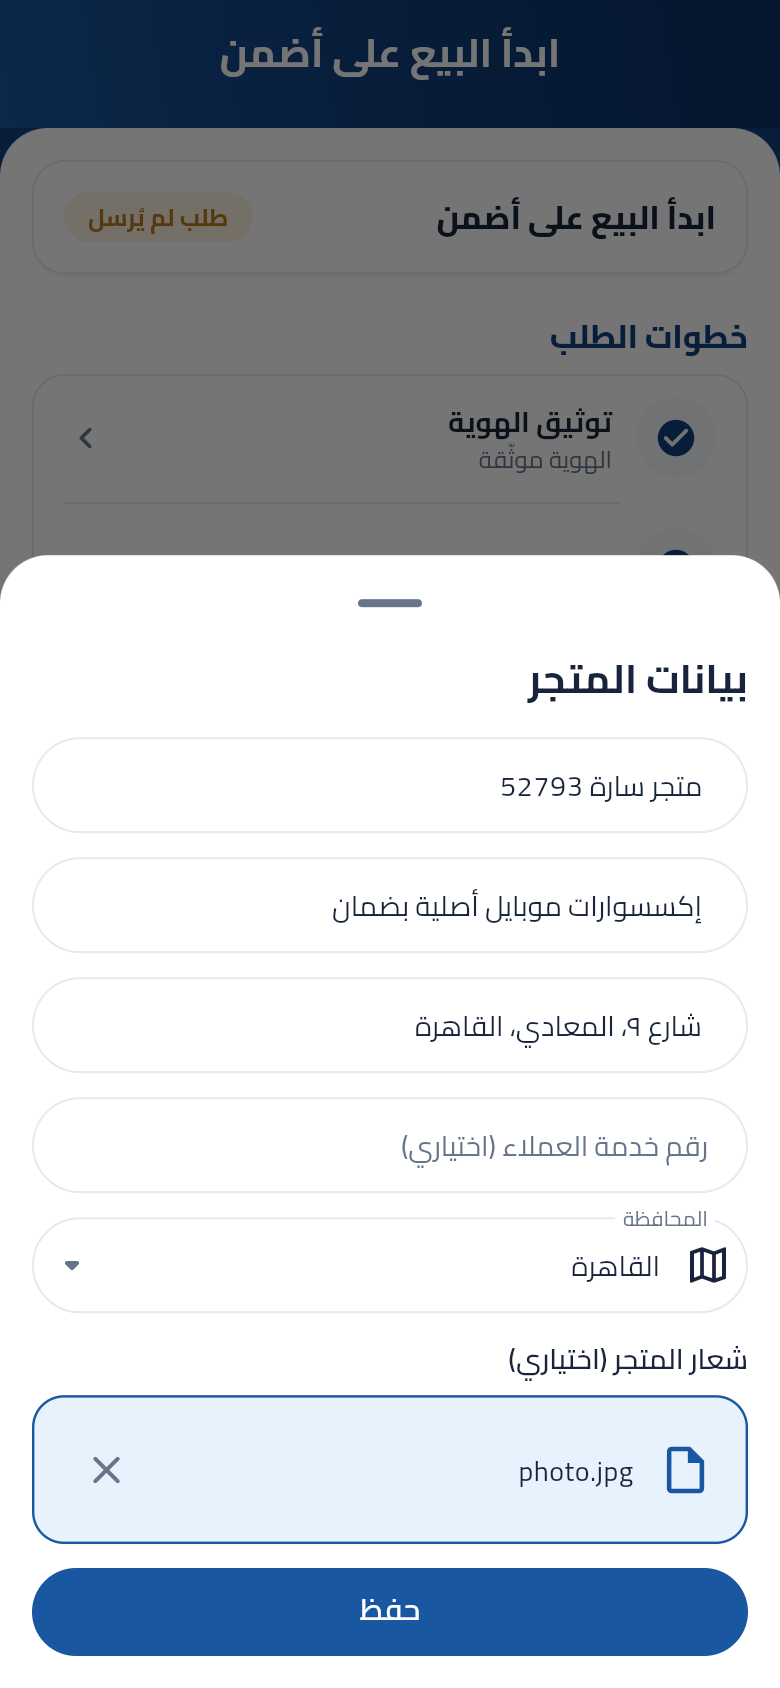 ابدأ البيع على أضمن
ابدأ البيع على أضمن
طلب لم يُرسل
خطوات الطلب
توثيق الهوية
الهوية موثّقة
بيانات المتجر
متجر سارة 52793
إكسسوارات موبايل أصلية بضمان
شارع ٩، المعادي، القاهرة
رقم خدمة العملاء (اختياري)
المحافظة
القاهرة
شعار المتجر (اختياري)
photo.jpg
حفظ